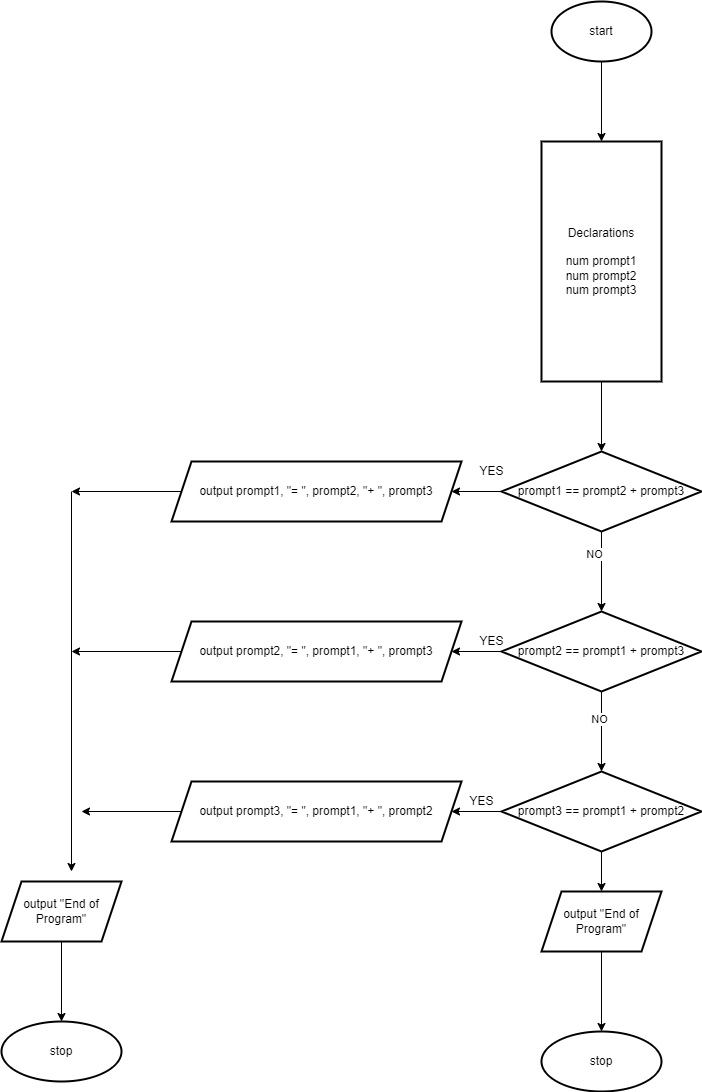 start
Declarations
num prompt1
num prompt2
num prompt3
YES
output prompt1, "= ", prompt2, "+ ", prompt3
prompt1 == prompt2 + prompt3
NO
YES
output prompt2, "= ", prompt1, "+ ", prompt3
prompt2 == prompt1 + prompt3
NO
YES
output prompt3, "= ", prompt1, "+ ", prompt2
prompt3 == prompt1 + prompt2
output "End of
Program"
output "End of
Program"
stop
stop